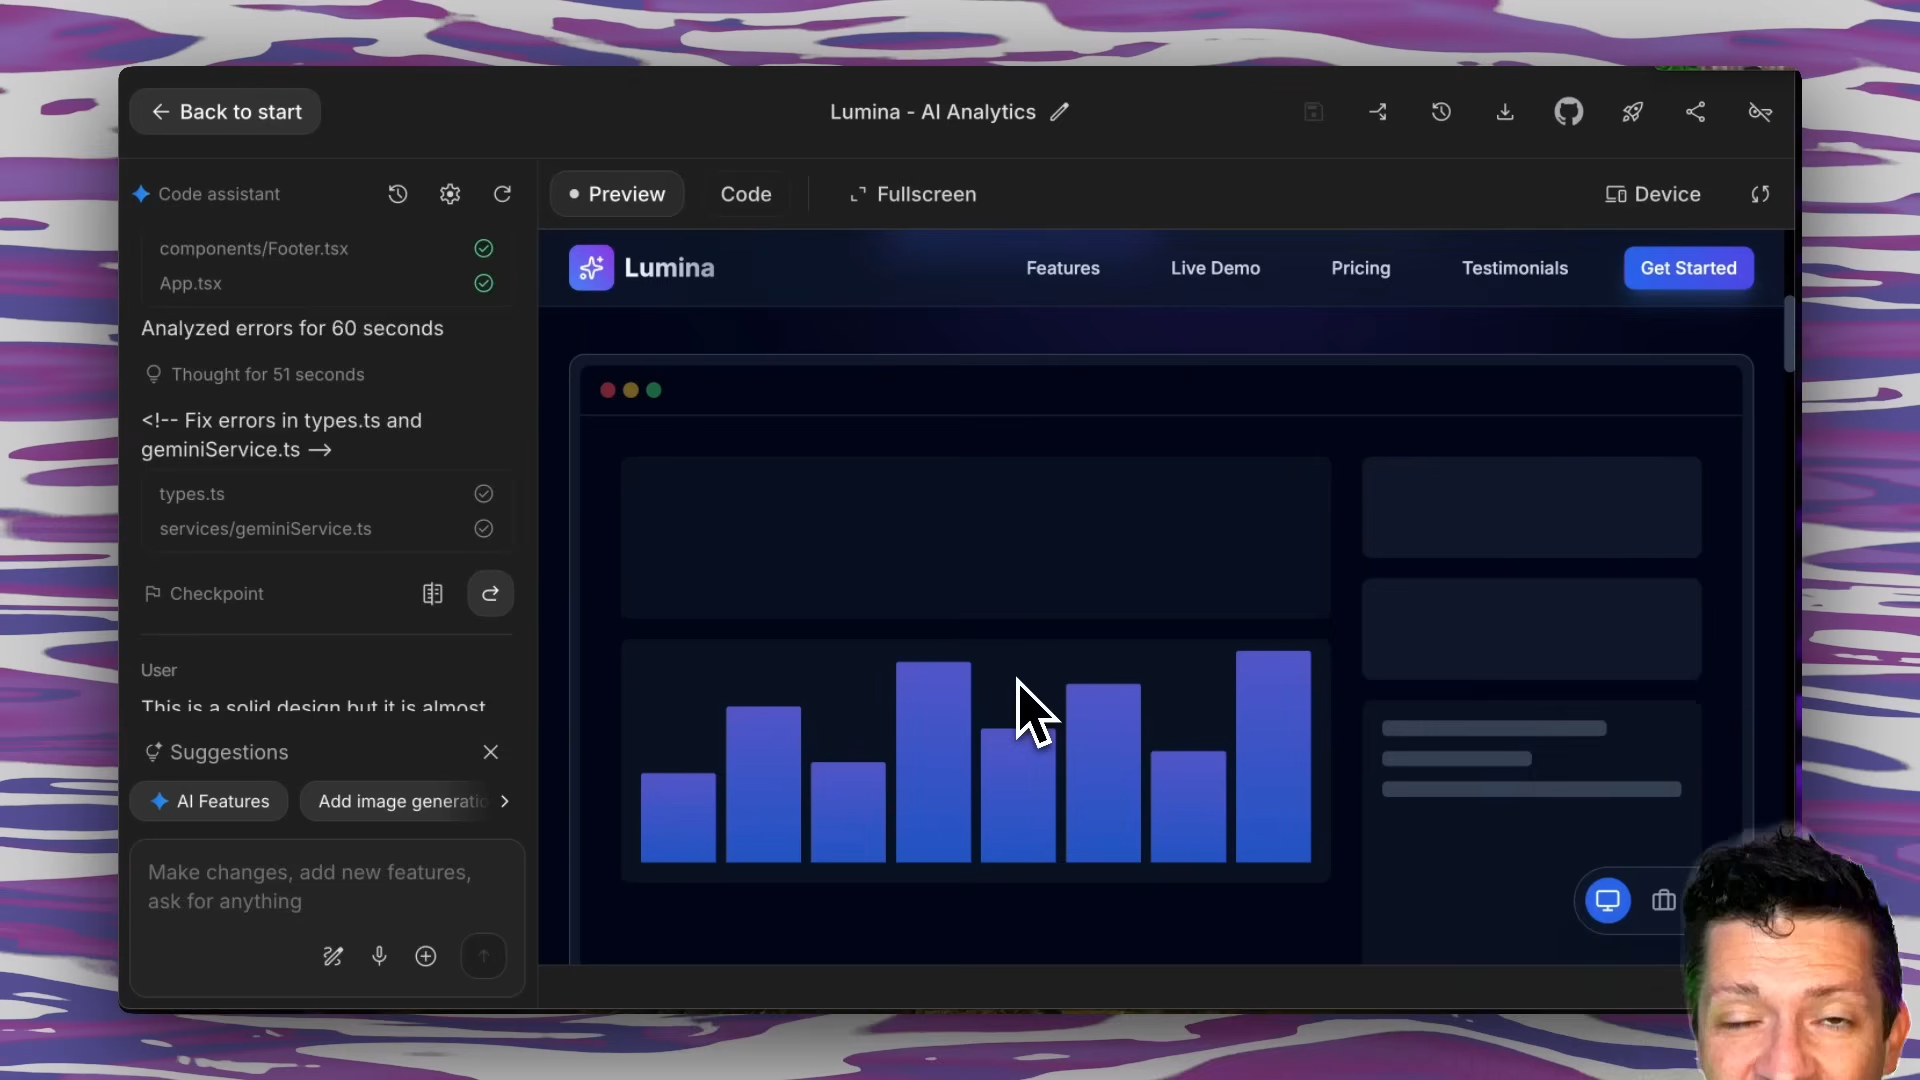 Back to start
Lumina - AI Analytics
Code assistant
Preview
Code
Fullscreen
Device
components/Footer.tsx
App.tsx
Analyzed errors for 60 seconds
Thought for 51 seconds
<!-- Fix errors in types.ts and
geminiService.ts -->
types.ts
services/geminiService.ts
Checkpoint
User
This is a solid design but it is almost
Suggestions
AI Features
Add image generatio
Make changes, add new features,
ask for anything
Lumina
Features
Live Demo
Pricing
Testimonials
Get Started